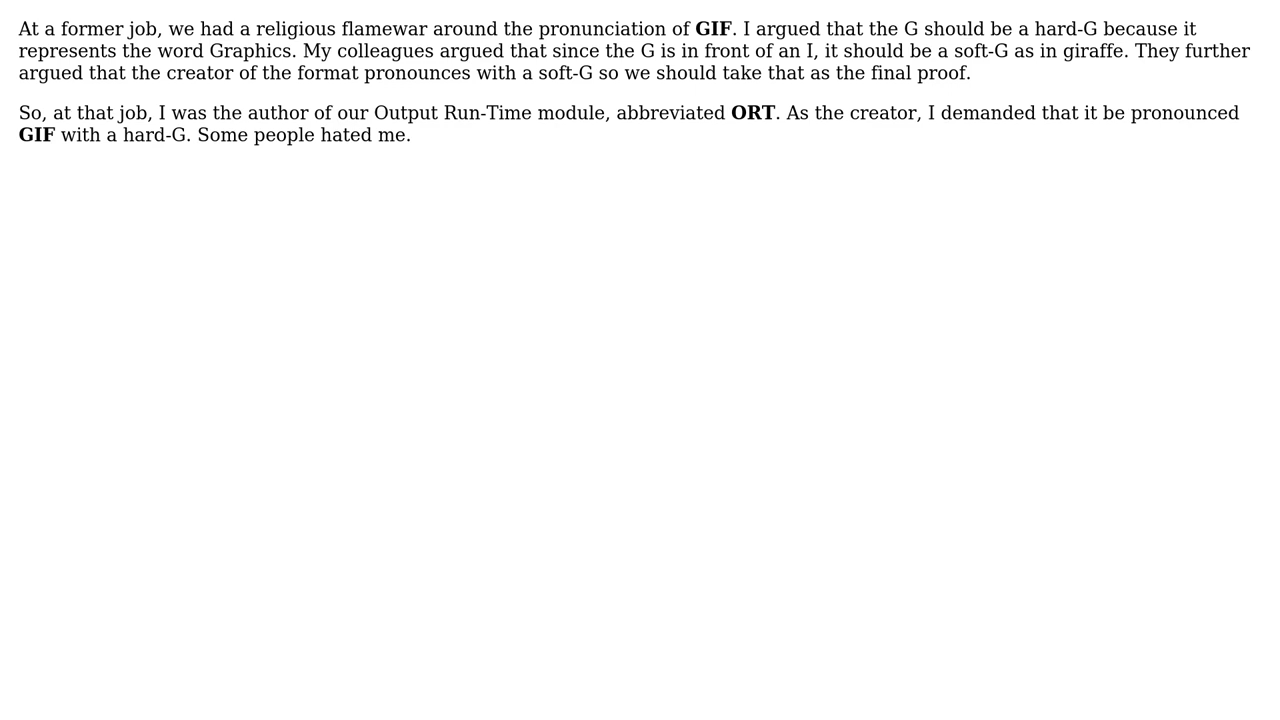 At a former job, we had a religious flamewar around the pronunciation of GIF. I argued that the G should be a hard-G because it
represents the word Graphics. My colleagues argued that since the G is in front of an I, it should be a soft-G as in giraffe. They further
argued that the creator of the format pronounces with a soft-G so we should take that as the final proof.
So, at that job, I was the author of our Output Run-Time module, abbreviated ORT. As the creator, I demanded that it be pronounced
GIF with a hard-G. Some people hated me.